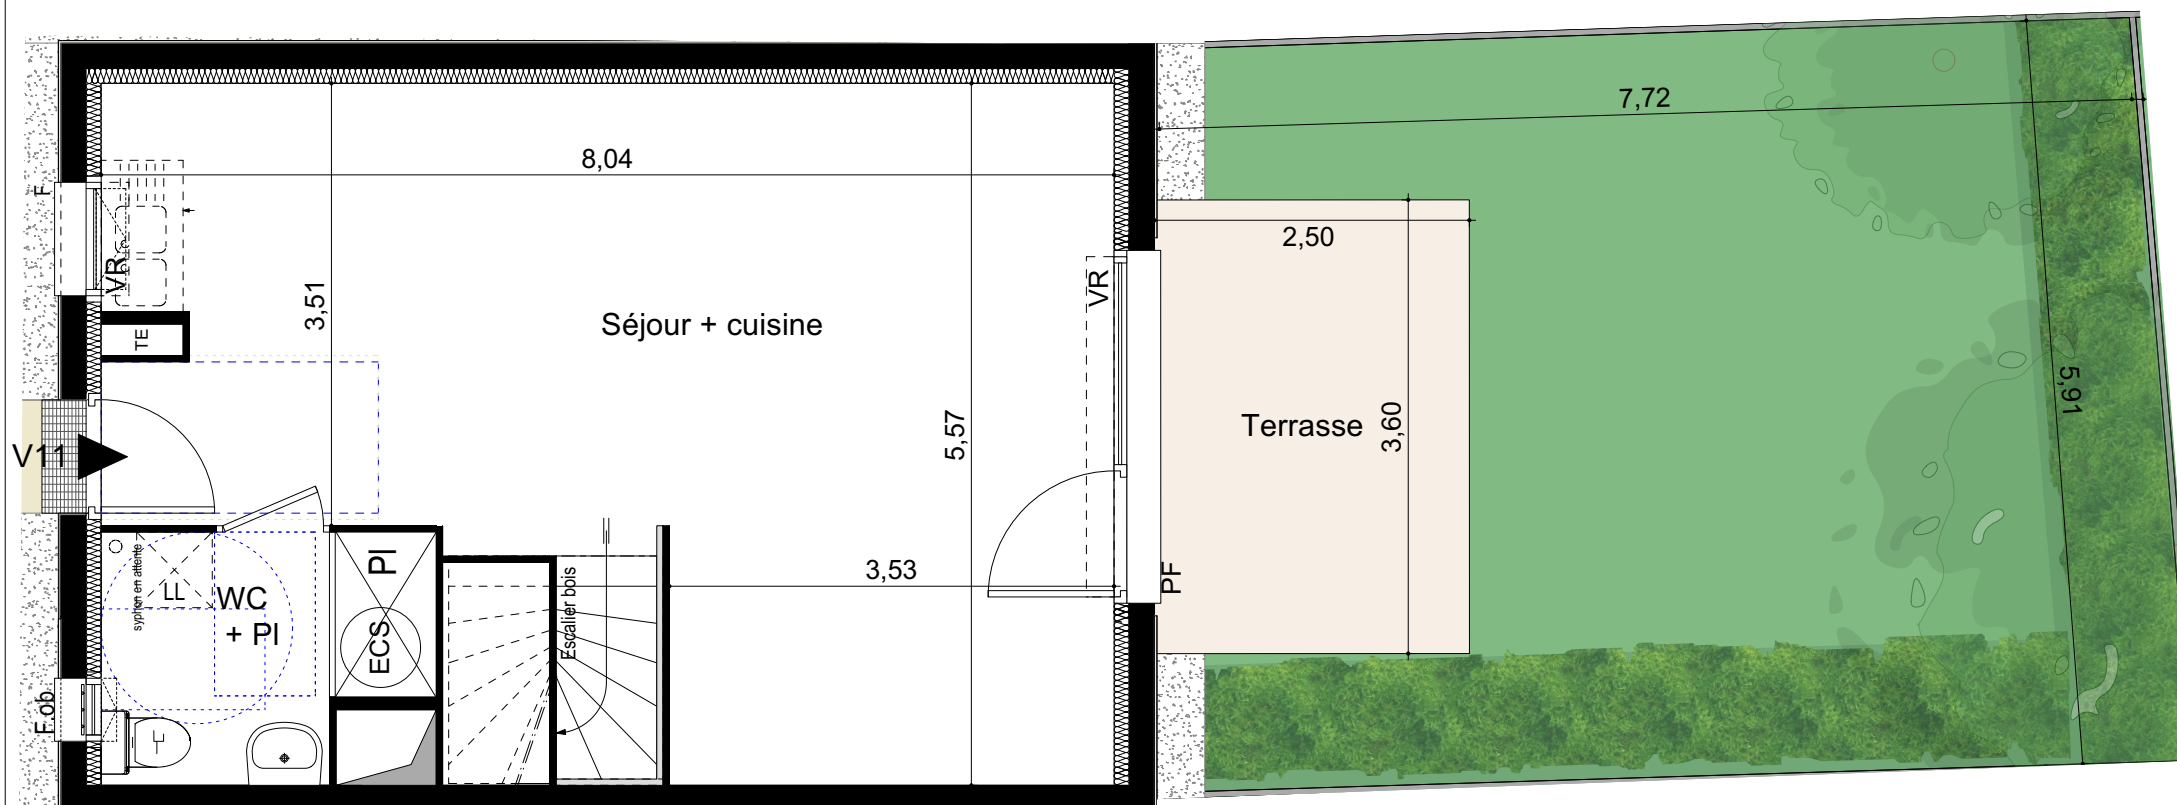 7,72
8,04
F
VR
2,50
VR
3,51
Séjour + cuisine
TE
5,91
5,57
Terrasse
3,60
V11
PI
3,53
PF
Escalier bois
syphon en attente
LL
WC
+ PI
ECS
F.ob